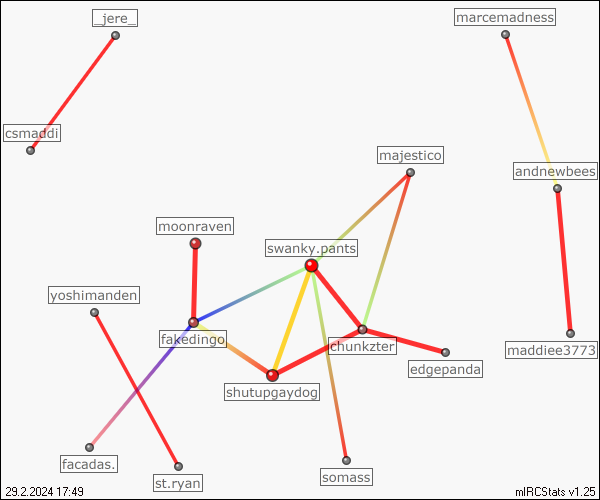 _jere_
marcemadness
csmaddi
majestico
andnewbees
moonraven
swanky.pants
yoshimanden
fakedingo
chunkzter
maddiee3773
edgepanda
shutupgaydog
facadas.
st.ryan
somass
29.2.2024 17:49
mIRCStats v1.25